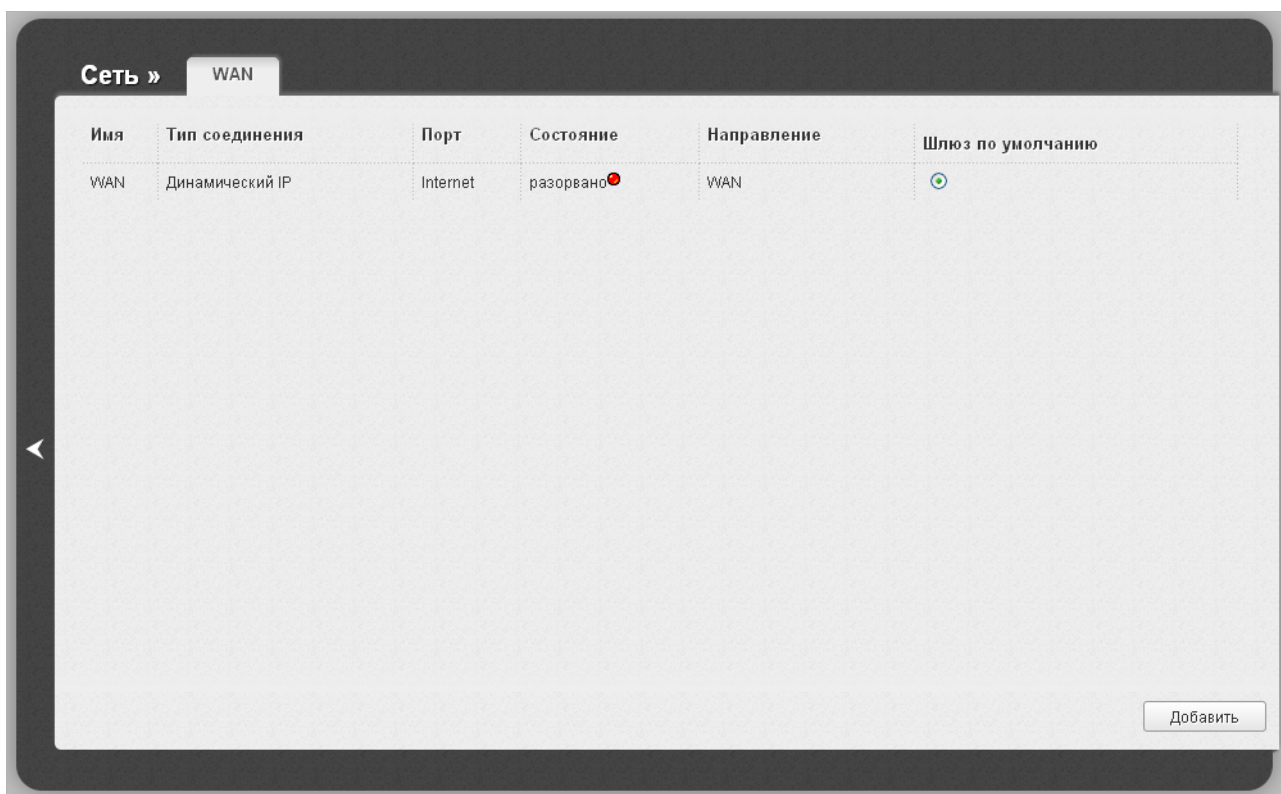 Сеть » WAN
Имя Тип соединения Порт Состояние Направление Шлюз по умолчанию
WAN Динамический IP Internet разорвано WAN
Добавить